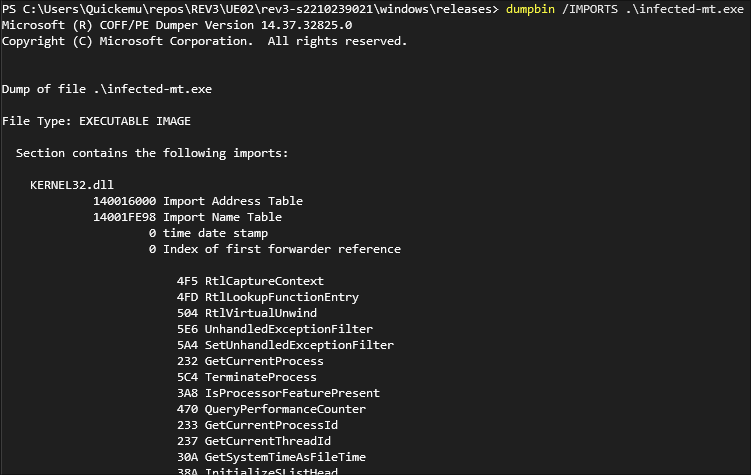 PS C:\Users\Quickemu\repos\REV3\UE02\rev3-s2210239021\windows\releases> dumpbin /IMPORTS .\infected-mt.exe
Microsoft (R) COFF/PE Dumper Version 14.37.32825.0
Copyright (C) Microsoft Corporation.  All rights reserved.
Dump of file .\infected-mt.exe
File Type: EXECUTABLE IMAGE
Section contains the following imports:
KERNEL32.dll
140016000 Import Address Table
14001FE98 Import Name Table
0 time date stamp
0 Index of first forwarder reference
4F5 RtlCaptureContext
4FD RtlLookupFunctionEntry
504 RtlVirtualUnwind
5E6 UnhandledExceptionFilter
5A4 SetUnhandledExceptionFilter
232 GetCurrentProcess
5C4 TerminateProcess
3A8 IsProcessorFeaturePresent
470 QueryPerformanceCounter
233 GetCurrentProcessId
237 GetCurrentThreadId
30A GetSystemTimeAsFileTime
38A InitializeSListHead